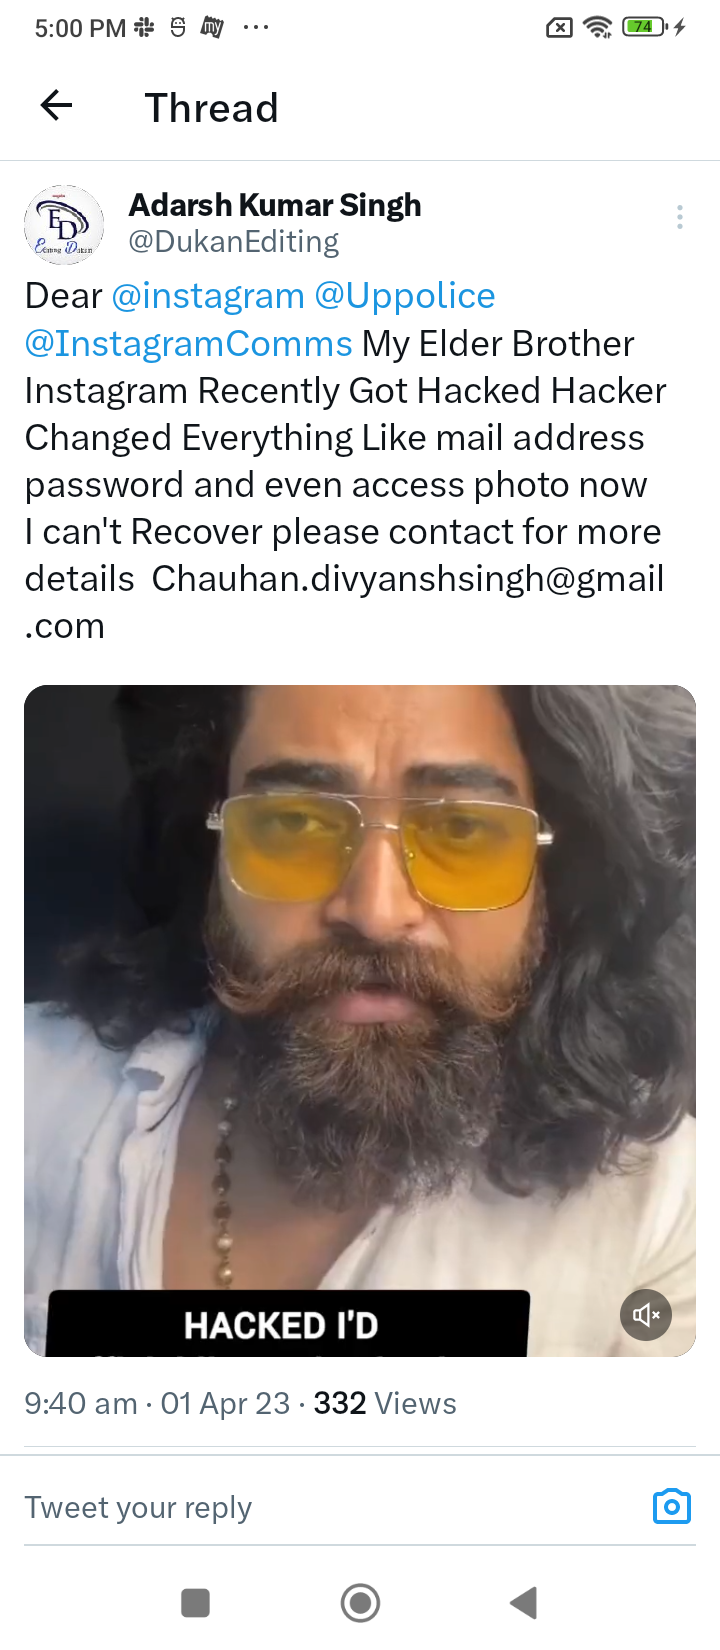 5:00 PM
74
Thread
ED
Editing Dukan
Adarsh Kumar Singh
@DukanEditing
Dear @instagram @Uppolice
@InstagramComms My Elder Brother
Instagram Recently Got Hacked Hacker
Changed Everything Like mail address
password and even access photo now
I can't Recover please contact for more
details  Chauhan.divyanshsingh@gmail
.com
HACKED I'D
9:40 am · 01 Apr 23 · 332 Views
Tweet your reply